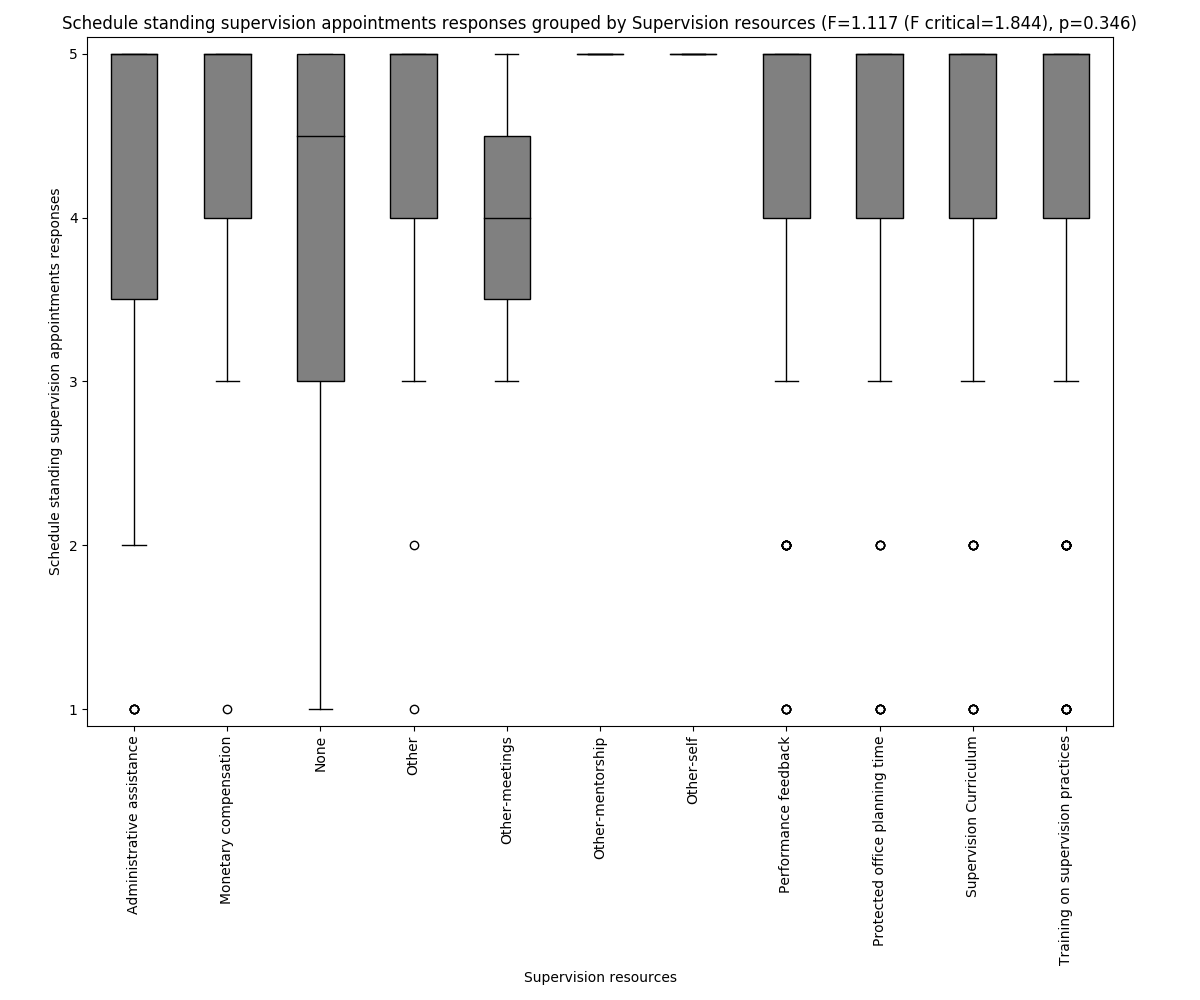 Schedule standing supervision appointments responses grouped by Supervision resources (F=1.117 (F critical=1.844), p=0.346)
Schedule standing supervision appointments responses
5
4
3
2
1
Administrative assistance
Monetary compensation
None
Other
Other-meetings
Other-mentorship
Other-self
Performance feedback
Protected office planning time
Supervision Curriculum
Training on supervision practices
Supervision resources